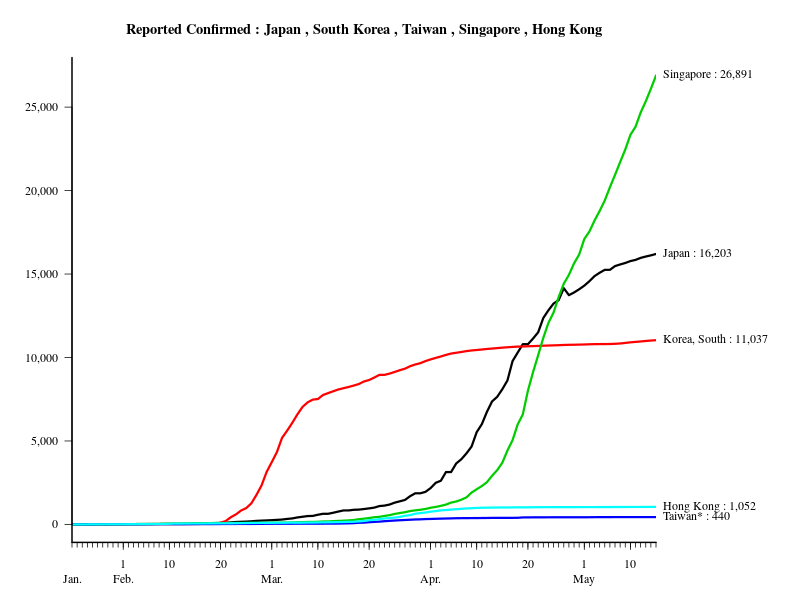 Reported Confirmed : Japan , South Korea , Taiwan , Singapore , Hong Kong
Singapore : 26,891
25,000
20,000
Japan : 16,203
15,000
Korea, South : 11,037
10,000
5,000
Hong Kong : 1,052
Taiwan* : 440
0
1 10 20 1 10 20 1 10 20 1 10
Jan. Feb. Mar. Apr. May